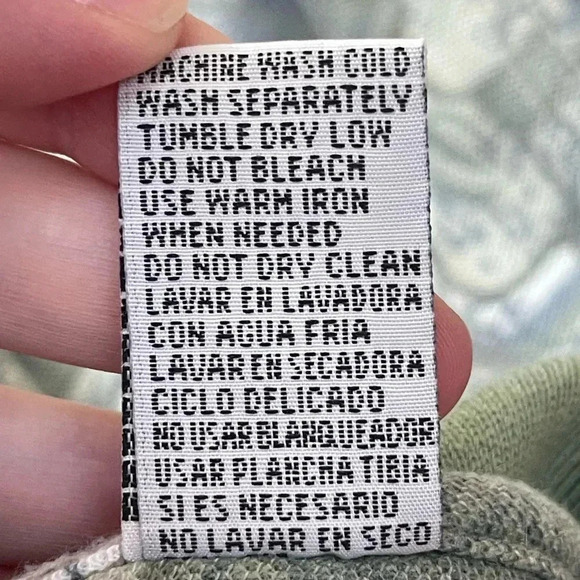 MACHINE WASH COLD
WASH SEPARATELY
TUMBLE DRY LOW
DO NOT BLEACH
USE WARM IRON
WHEN NEEDED
DO NOT DRY CLEAN
LAVAR EN LAVADORA
CON AGUA FRIA
LAVAR EN SECADORA
CICLO DELICADO
NO USAR BLANQUEADOR
USAR PLANCHA TIBIA
SI ES NECESARIO
NO LAVAR EN SECO